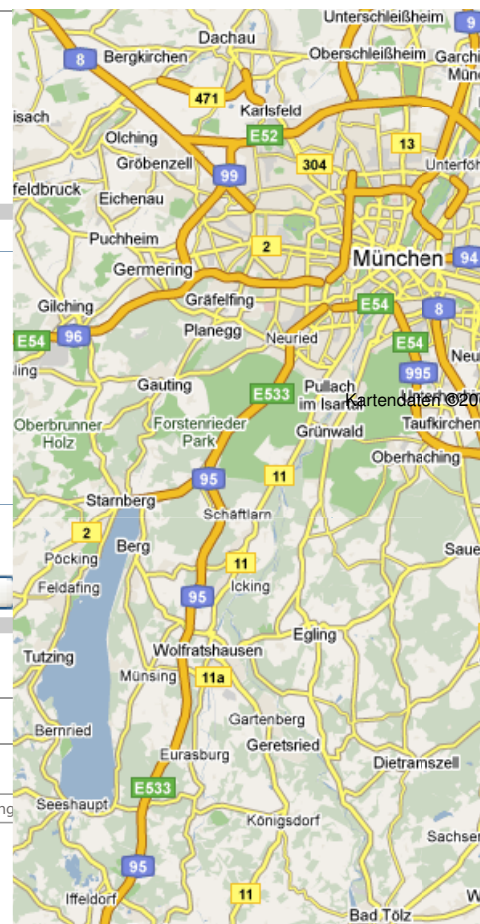 Unterschleißheim
9
Dachau
8
Bergkirchen
Oberschleißheim
Garchi
Münc
471
Karlsfeld
isach
E52
Olching
13
Gröbenzell
304
Unterföh
99
feldbruck
Eichenau
2
Puchheim
München
94
Germering
Gräfelfing
E54
8
Gilching
Planegg
E54
96
Neuried
E54
Neu
ling
995
Gauting
E533
Pullach
im Isartal
Kartendaten ©20
Oberbrunner
Holz
Forstenrieder
Park
Grünwald
Taufkirchen
Oberhaching
95
11
Starnberg
Schäftlarn
2
Berg
Saue
Pöcking
11
Feldafing
Icking
95
Egling
Tutzing
Wolfratshausen
Münsing
11a
Gartenberg
Bernried
Geretsried
Eurasburg
Dietramszell
E533
Seeshaupt
ng
Königsdorf
Sachsen
95
Iffeldorf
11
W
Bad Tölz